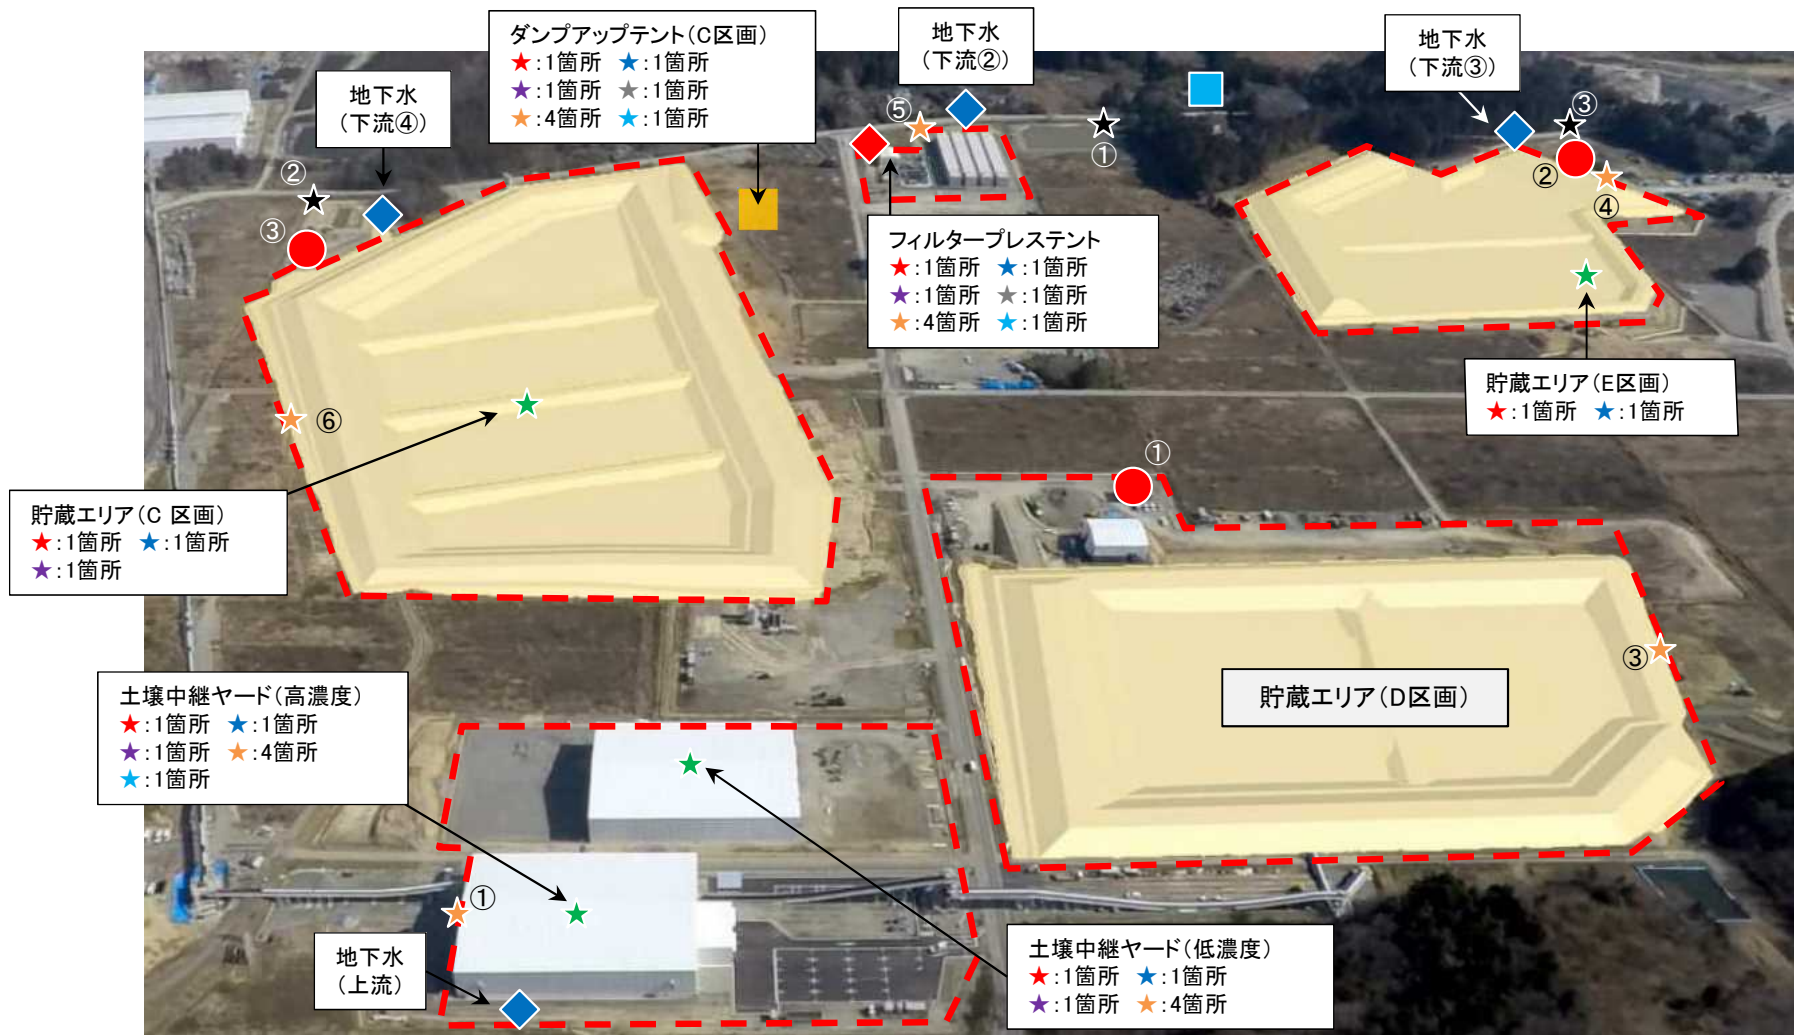 ダンプアップテント(C区画)
★:1箇所 ★:1箇所
★:1箇所 ★:1箇所
★:4箇所 ★:1箇所
地下水
(下流②)
地下水
(下流③)
地下水
(下流④)
②
③
⑤
①
③
②
④
フィルタープレステント
★:1箇所 ★:1箇所
★:1箇所 ★:1箇所
★:4箇所 ★:1箇所
貯蔵エリア(E区画)
★:1箇所 ★:1箇所
⑥
①
貯蔵エリア(C 区画)
★:1箇所 ★:1箇所
★:1箇所
③
貯蔵エリア(D区画)
土壌中継ヤード(高濃度)
★:1箇所 ★:1箇所
★:1箇所 ★:4箇所
★:1箇所
①
地下水
(上流)
土壌中継ヤード(低濃度)
★:1箇所 ★:1箇所
★:1箇所 ★:4箇所